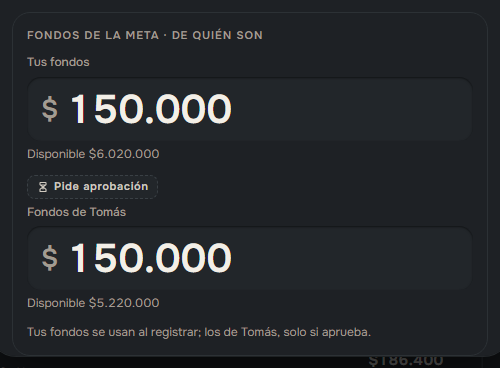 FONDOS DE LA META · DE QUIÉN SON
Tus fondos
$ 150.000
Disponible $6.020.000
Pide aprobación
Fondos de Tomás
$ 150.000
Disponible $5.220.000
Tus fondos se usan al registrar; los de Tomás, solo si aprueba.
$186.400